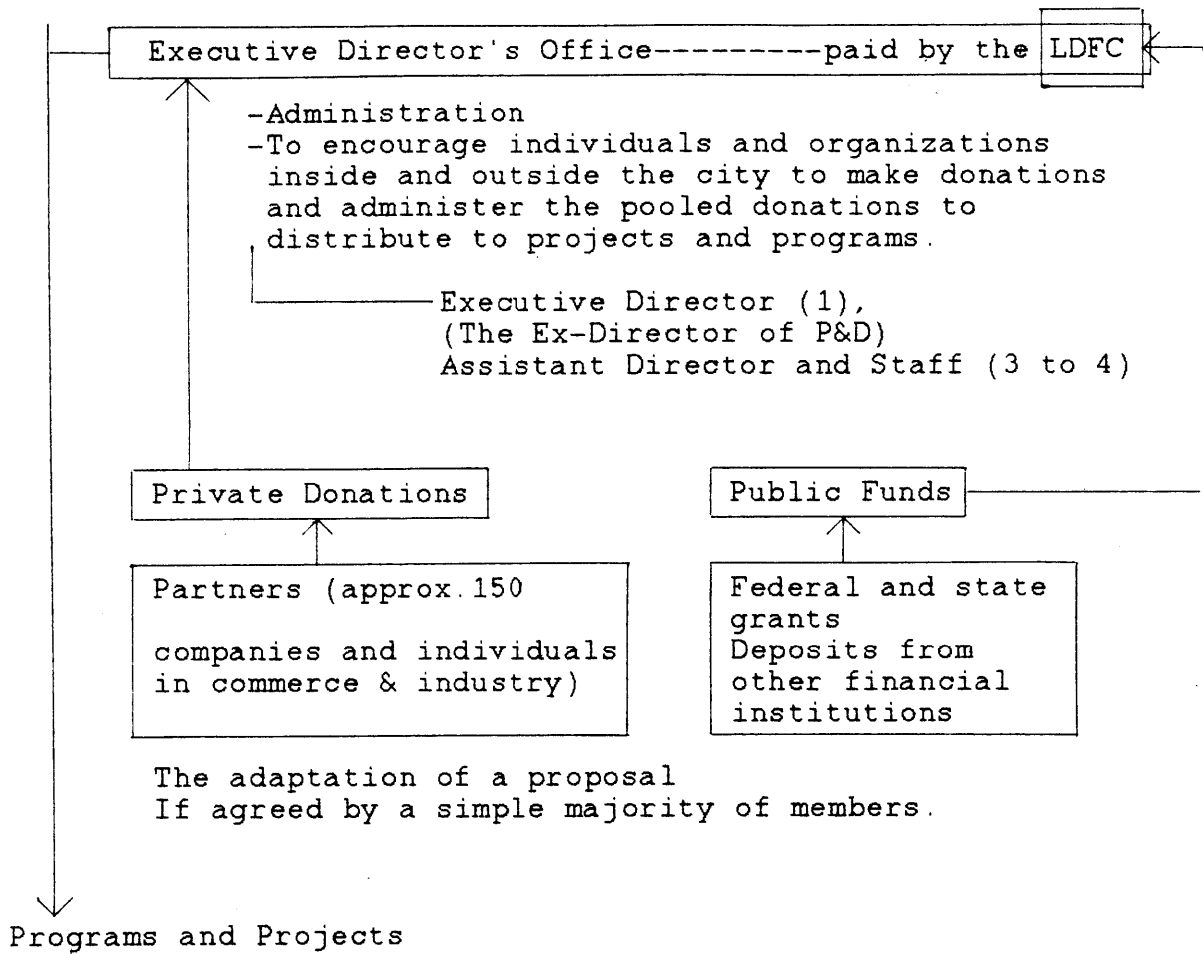 Executive Director's Office---------paid by the LDFC
-Administration
-To encourage individuals and organizations
inside and outside the city to make donations
and administer the pooled donations to
distribute to projects and programs.
Executive Director (1),
(The Ex-Director of P&D)
Assistant Director and Staff (3 to 4)
Private Donations
Public Funds
Partners (approx.150
companies and individuals
in commerce & industry)
Federal and state
grants
Deposits from
other financial
institutions
The adaptation of a proposal
If agreed by a simple majority of members.
Programs and Projects